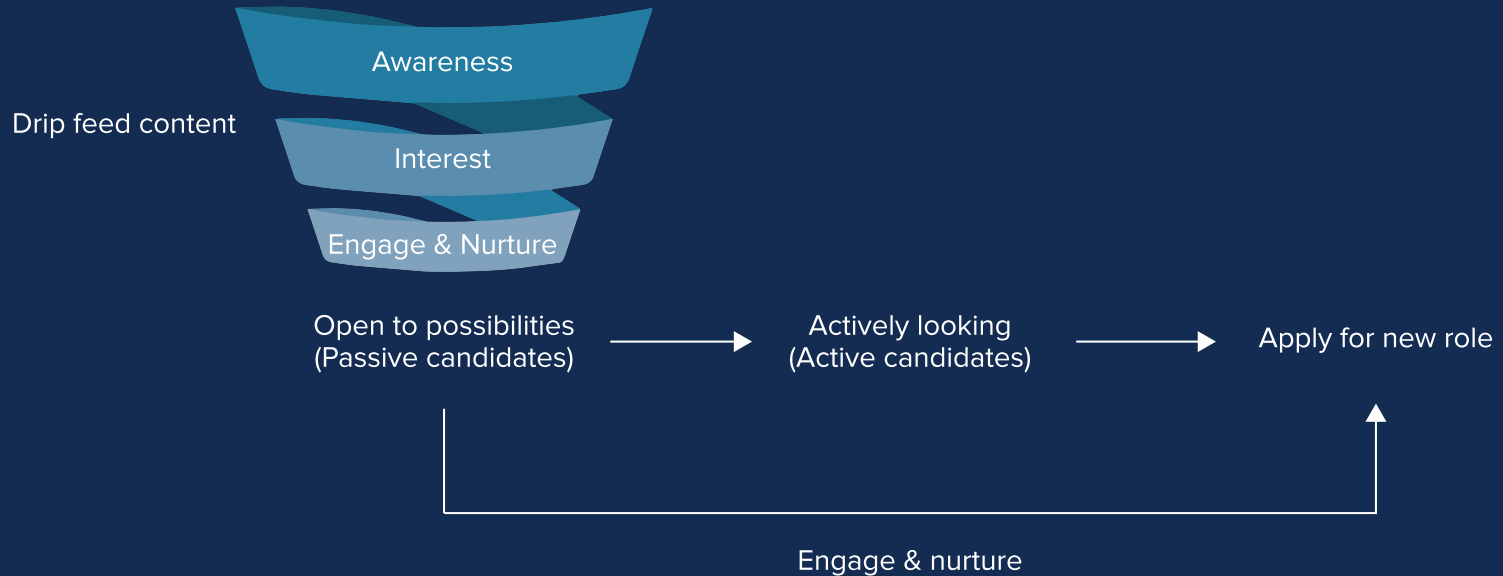 Awareness
Drip feed content
Interest
Engage & Nurture
Open to possibilities
(Passive candidates)
Actively looking
(Active candidates)
Apply for new role
Engage & nurture